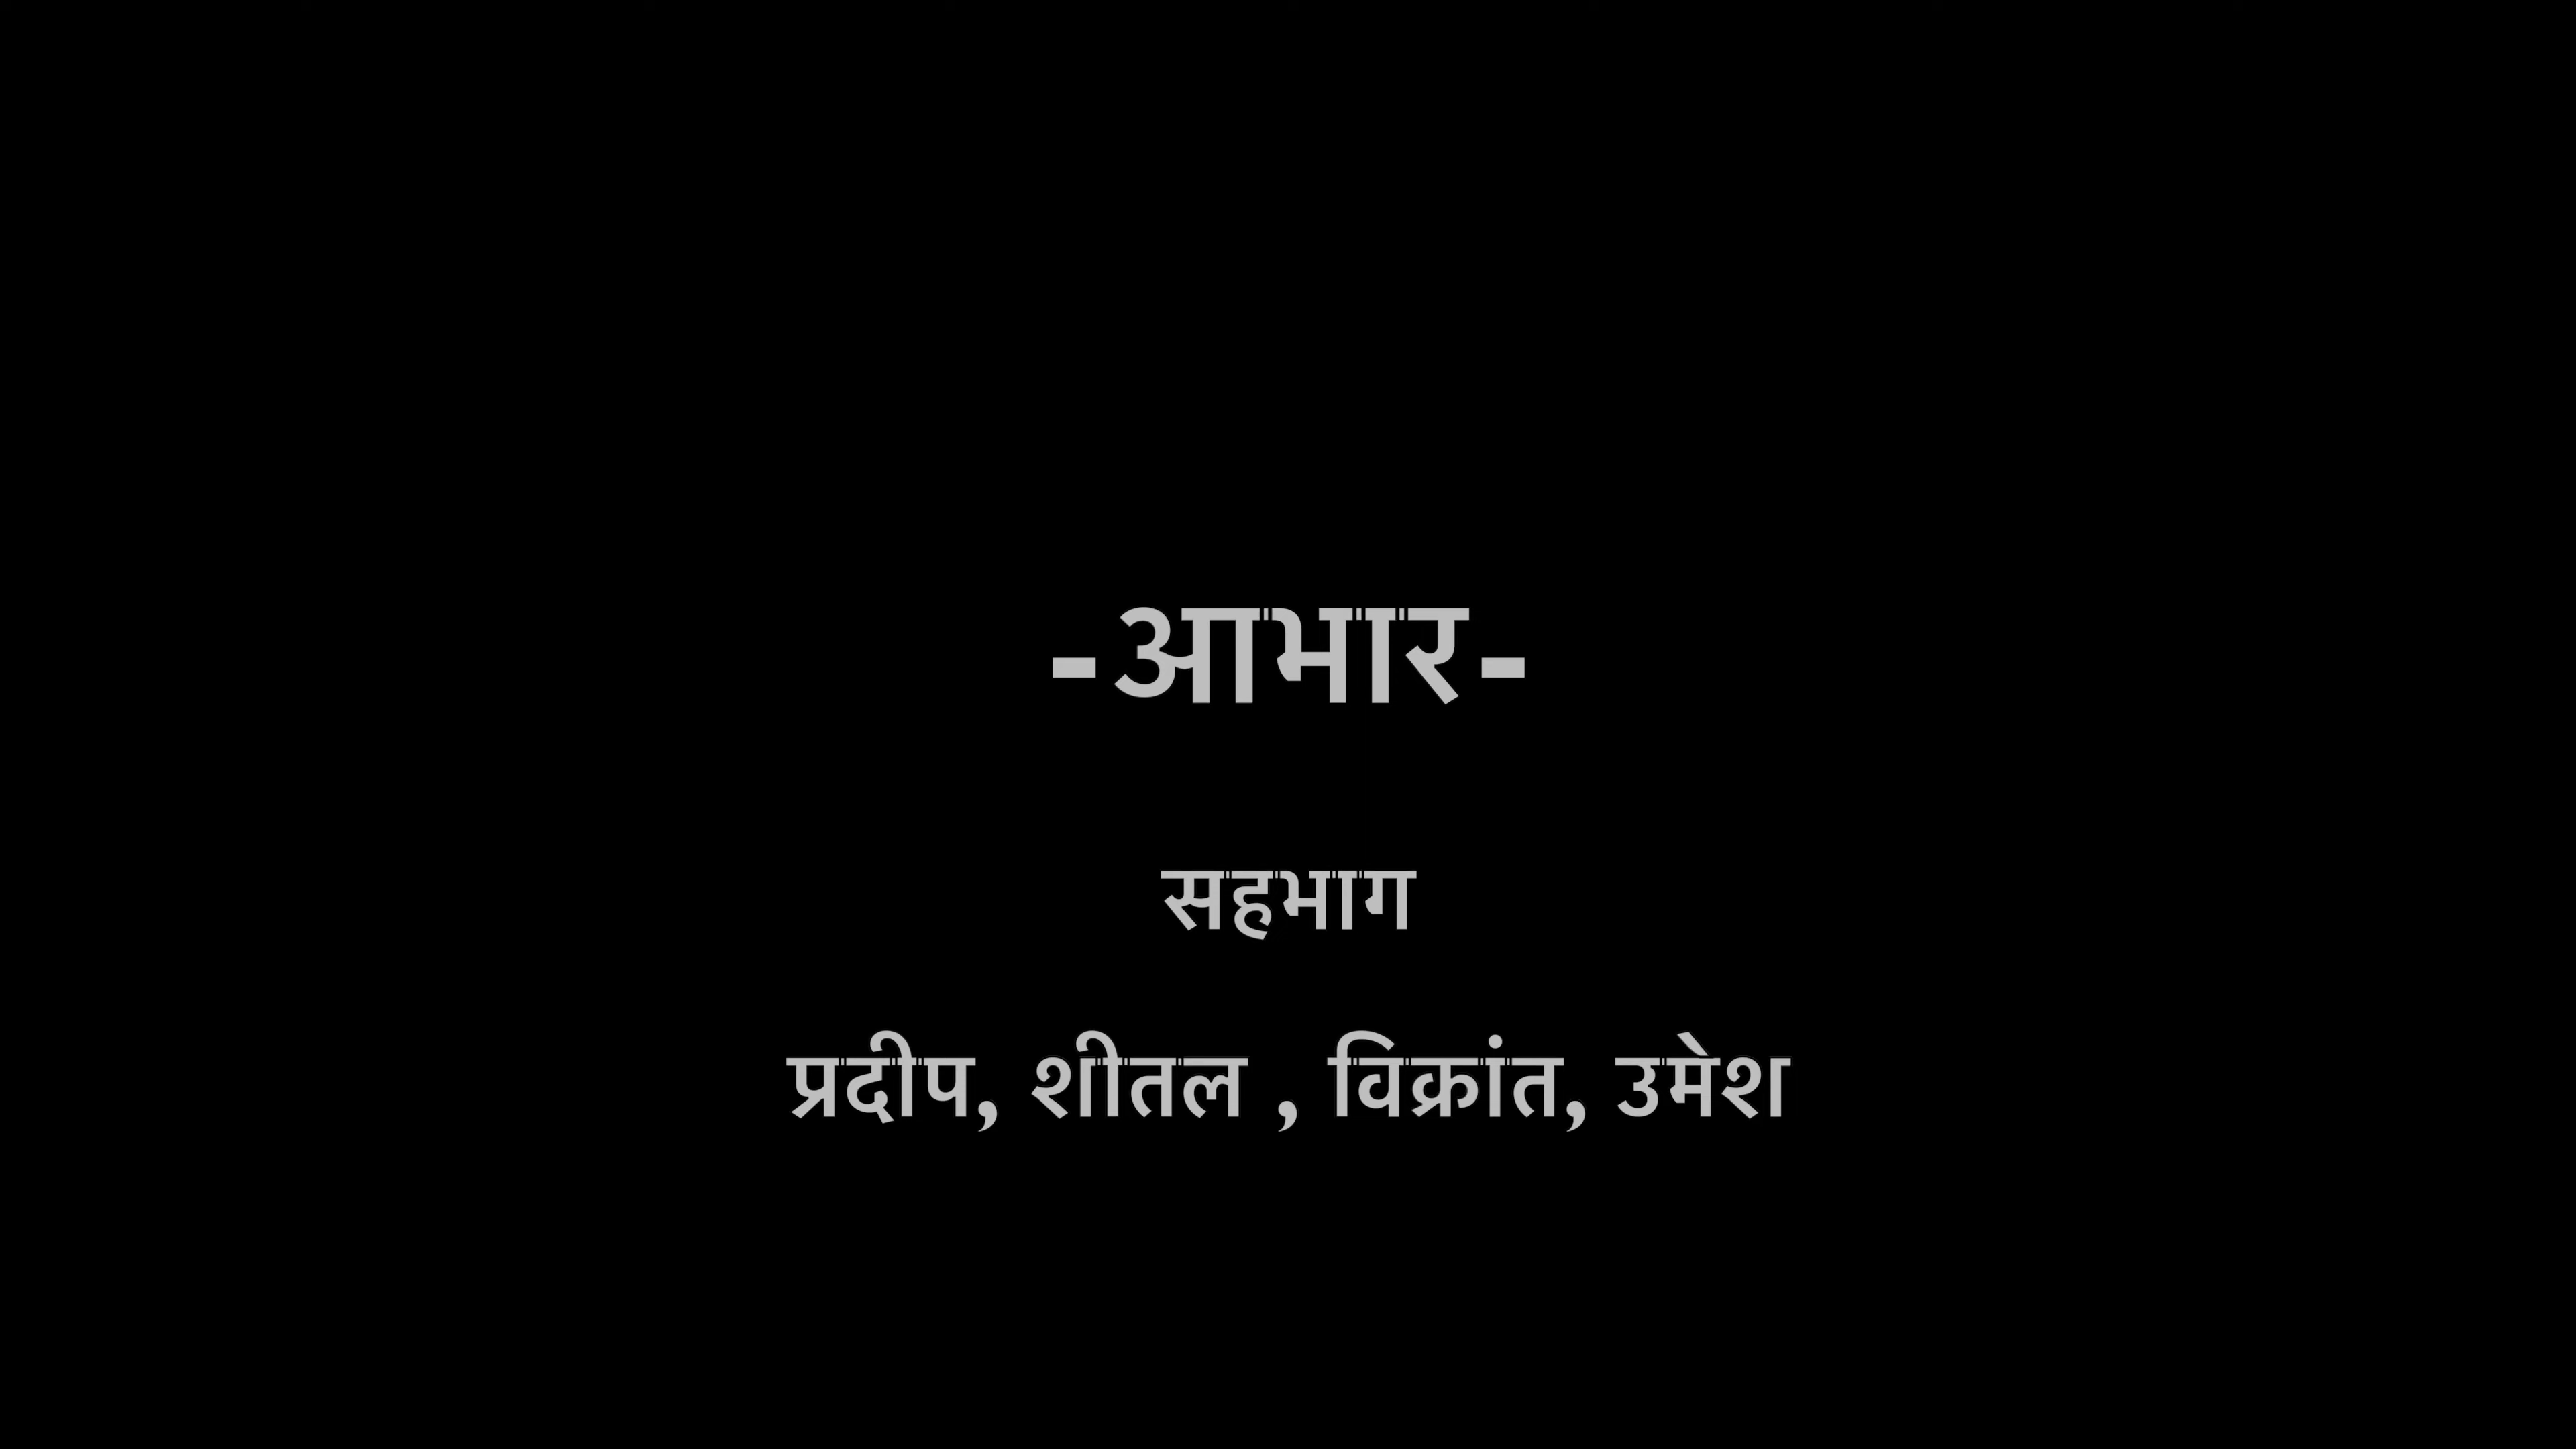 -आभार-
सहभाग
प्रदीप, शीतल , विक्रांत, उमेश